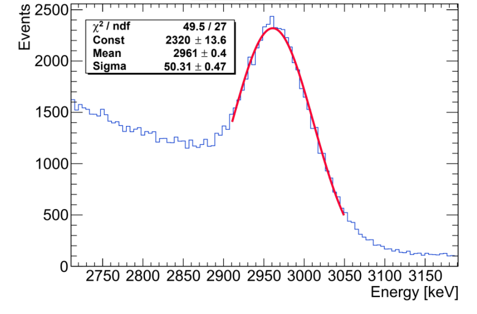 Events
2500
2000
1500
1000
500
0
χ² / ndf 49.5 / 27
Const 2320 ± 13.6
Mean 2961 ± 0.4
Sigma 50.31 ± 0.47
2750 2800 2850 2900 2950 3000 3050 3100 3150
Energy [keV]